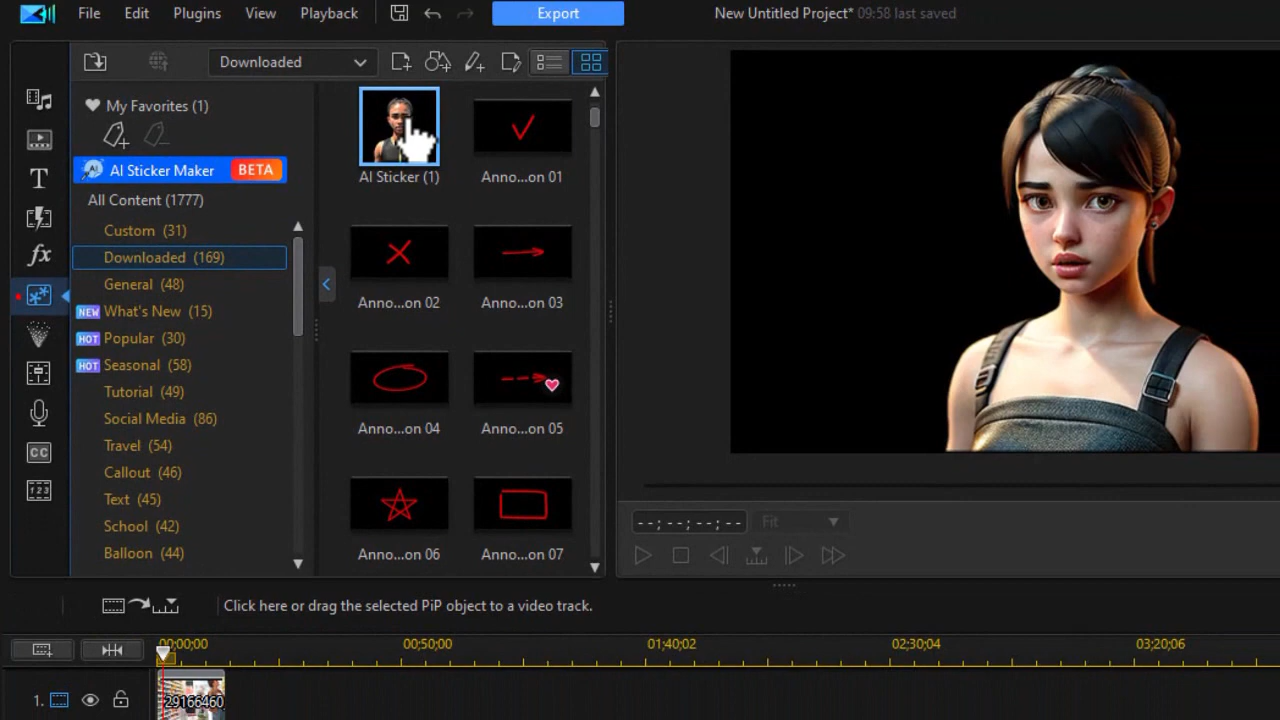 File Edit Plugins View Playback Export New Untitled Project* 09:58 last saved
Downloaded
My Favorites (1)
AI Sticker Maker BETA
All Content (1777)
Custom (31)
Downloaded (169)
General (48)
NEW What's New (15)
HOT Popular (30)
HOT Seasonal (58)
Tutorial (49)
Social Media (86)
Travel (54)
Callout (46)
Text (45)
School (42)
Balloon (44)
AI Sticker (1) Anno...on 01
Anno...on 02 Anno...on 03
Anno...on 04 Anno...on 05
Anno...on 06 Anno...on 07
T
fx
CC
123
--;--;--;-- Fit
Click here or drag the selected PiP object to a video track.
00;00;00 00;50;00 01;40;02 02;30;04 03;20;06
1. 29166460